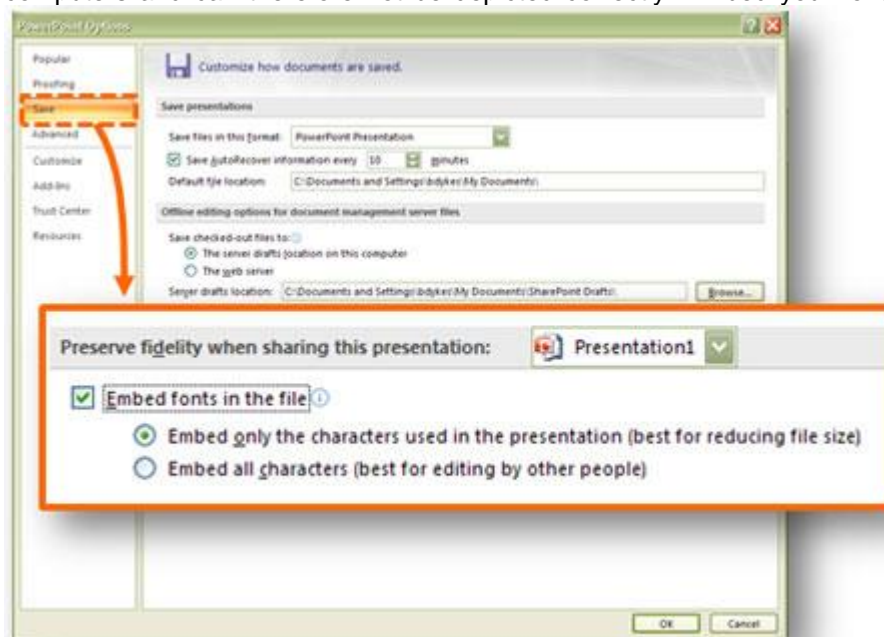 PowerPoint Options
Popular
Proofing
Save
Advanced
Customize
Add-Ins
Trust Center
Resources
Customize how documents are saved.
Save presentations
Save files in this format: PowerPoint Presentation
Save AutoRecover information every 10 minutes
Default file location: C:\Documents and Settings\bdyker\My Documents\
Offline editing options for document management server files
Save checked-out files to:
The server drafts location on this computer
The web server
Server drafts location: C:\Documents and Settings\bdyker\My Documents\SharePoint Drafts\ Browse...
Preserve fidelity when sharing this presentation: Presentation1
Embed fonts in the file
Embed only the characters used in the presentation (best for reducing file size)
Embed all characters (best for editing by other people)
OK Cancel